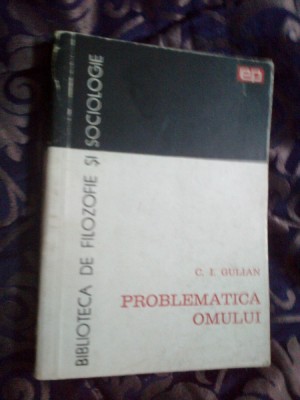 ep
BIBLIOTECA DE FILOZOFIE ȘI SOCIOLOGIE
C. I. GULIAN
PROBLEMATICA
OMULUI